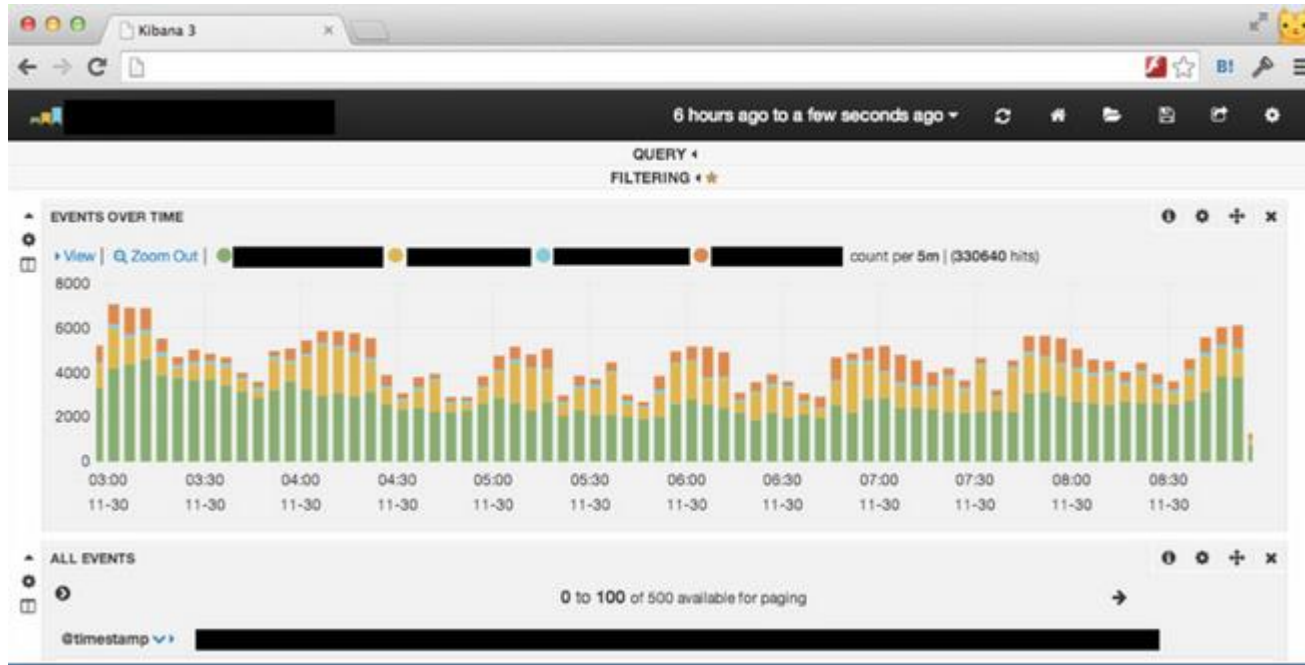 Kibana 3
B!
6 hours ago to a few seconds ago
QUERY
FILTERING
EVENTS OVER TIME
View | Zoom Out | count per 5m | (330640 hits)
8000
6000
4000
2000
0
03:00 03:30 04:00 04:30 05:00 05:30 06:00 06:30 07:00 07:30 08:00 08:30
11-30 11-30 11-30 11-30 11-30 11-30 11-30 11-30 11-30 11-30 11-30 11-30
ALL EVENTS
0 to 100 of 500 available for paging
@timestamp